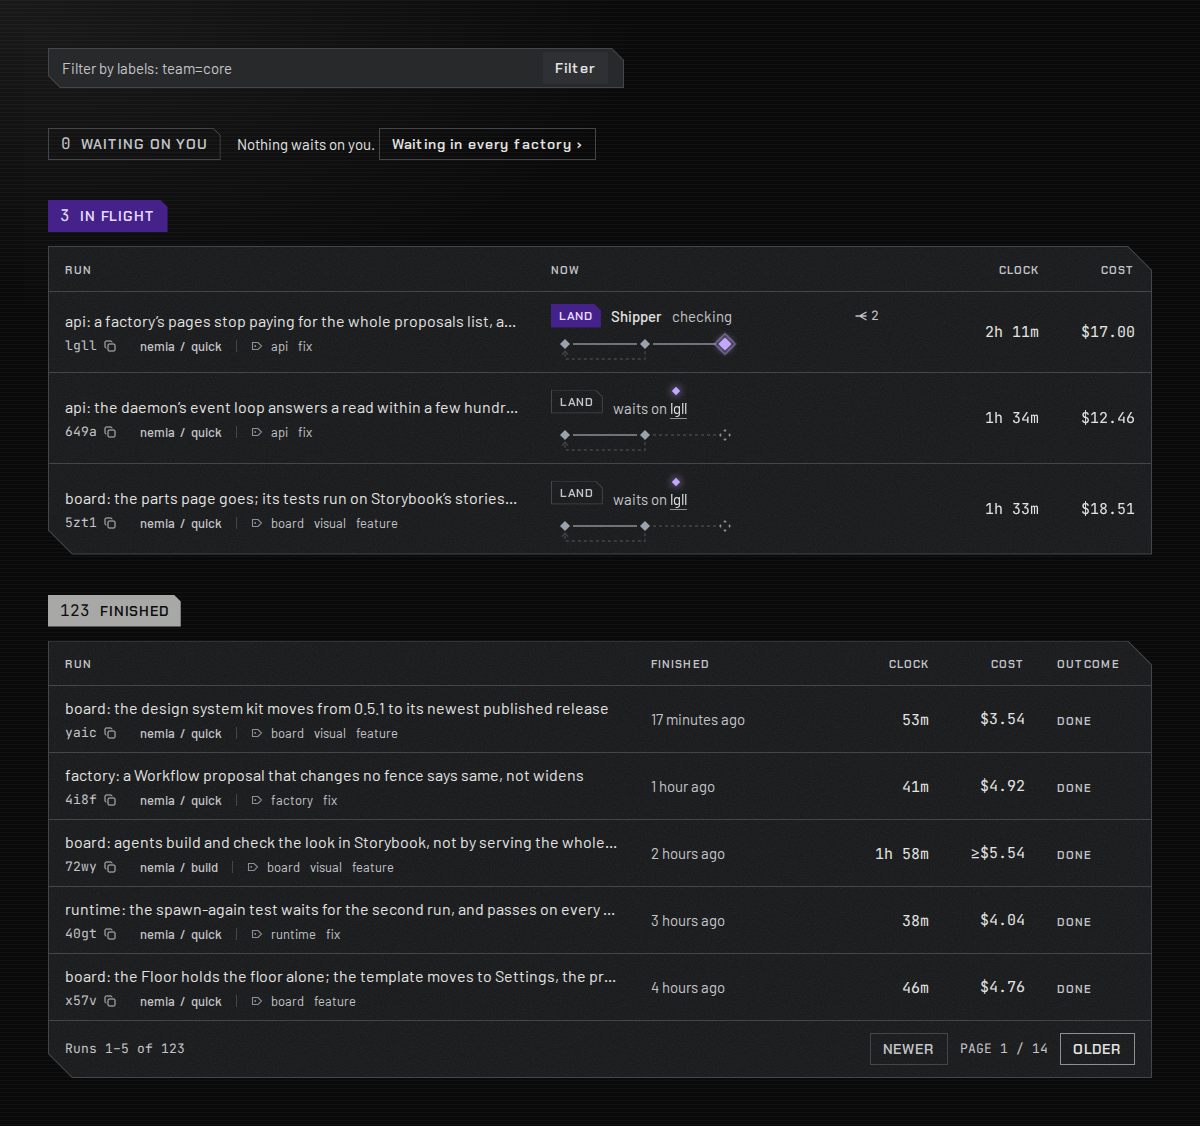 Filter by labels: team=core Filter
0 WAITING ON YOU Nothing waits on you. Waiting in every factory ›
3 IN FLIGHT
RUN NOW CLOCK COST
api: a factory's pages stop paying for the whole proposals list, a...
LAND Shipper checking 2
2h 11m $17.00
lgll nemla / quick api fix
api: the daemon's event loop answers a read within a few hundr...
LAND waits on lgll
1h 34m $12.46
649a nemla / quick api fix
board: the parts page goes; its tests run on Storybook's stories...
LAND waits on lgll
1h 33m $18.51
5zt1 nemla / quick board visual feature
123 FINISHED
RUN FINISHED CLOCK COST OUTCOME
board: the design system kit moves from 0.5.1 to its newest published release
17 minutes ago 53m $3.54 DONE
yaic nemla / quick board visual feature
factory: a Workflow proposal that changes no fence says same, not widens
1 hour ago 41m $4.92 DONE
4i8f nemla / quick factory fix
board: agents build and check the look in Storybook, not by serving the whole...
2 hours ago 1h 58m ≥$5.54 DONE
72wy nemla / build board visual feature
runtime: the spawn-again test waits for the second run, and passes on every ...
3 hours ago 38m $4.04 DONE
40gt nemla / quick runtime fix
board: the Floor holds the floor alone; the template moves to Settings, the pr...
4 hours ago 46m $4.76 DONE
x57v nemla / quick board feature
Runs 1–5 of 123 NEWER PAGE 1 / 14 OLDER